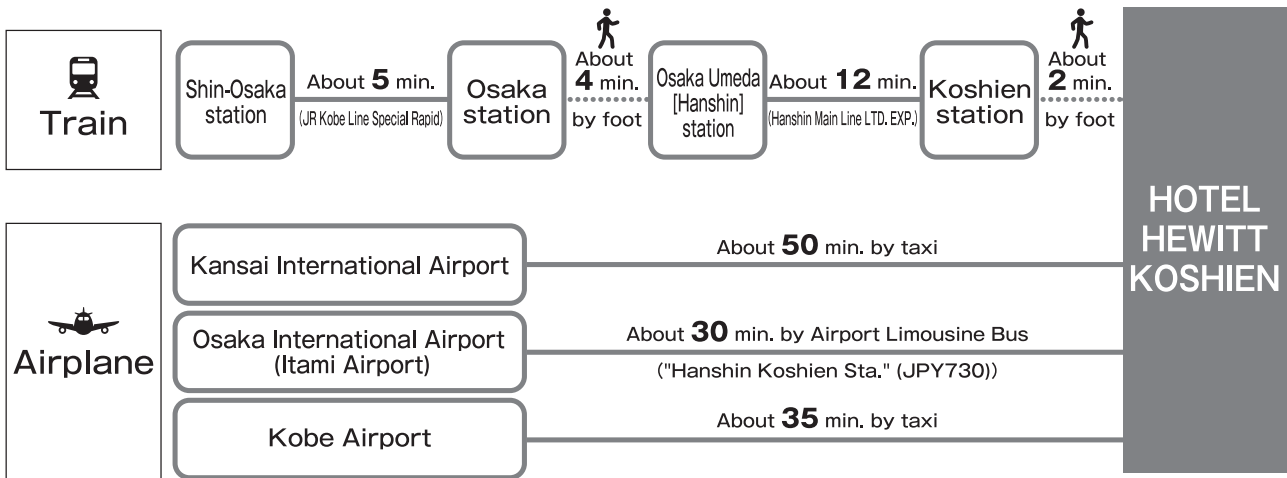 Train
Shin-Osaka
station
About 5 min.
(JR Kobe Line Special Rapid)
Osaka
station
About
4 min.
by foot
Osaka Umeda
[Hanshin]
station
About 12 min.
(Hanshin Main Line LTD. EXP.)
Koshien
station
About
2 min.
by foot
HOTEL
HEWITT
KOSHIEN
Airplane
Kansai International Airport
About 50 min. by taxi
Osaka International Airport
(Itami Airport)
About 30 min. by Airport Limousine Bus
("Hanshin Koshien Sta." (JPY730))
Kobe Airport
About 35 min. by taxi